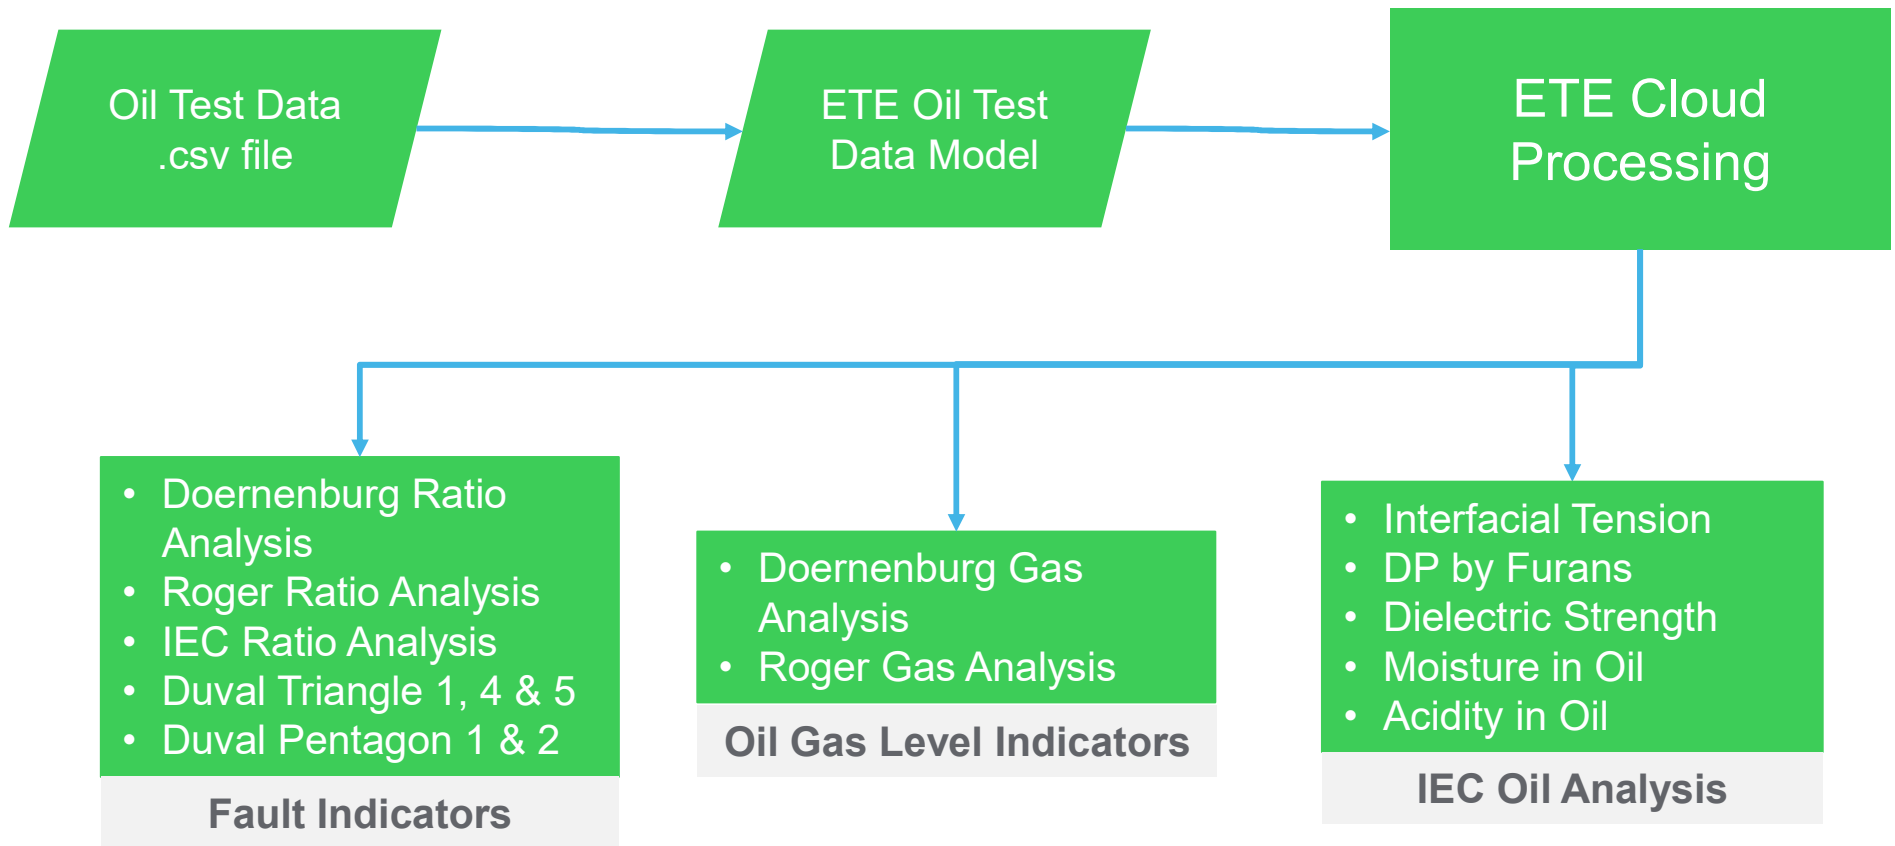 Oil Test Data
.csv file
ETE Oil Test
Data Model
ETE Cloud
Processing
• Doernenburg Ratio
Analysis
• Roger Ratio Analysis
• IEC Ratio Analysis
• Duval Triangle 1, 4 & 5
• Duval Pentagon 1 & 2
Fault Indicators
• Doernenburg Gas
Analysis
• Roger Gas Analysis
Oil Gas Level Indicators
• Interfacial Tension
• DP by Furans
• Dielectric Strength
• Moisture in Oil
• Acidity in Oil
IEC Oil Analysis